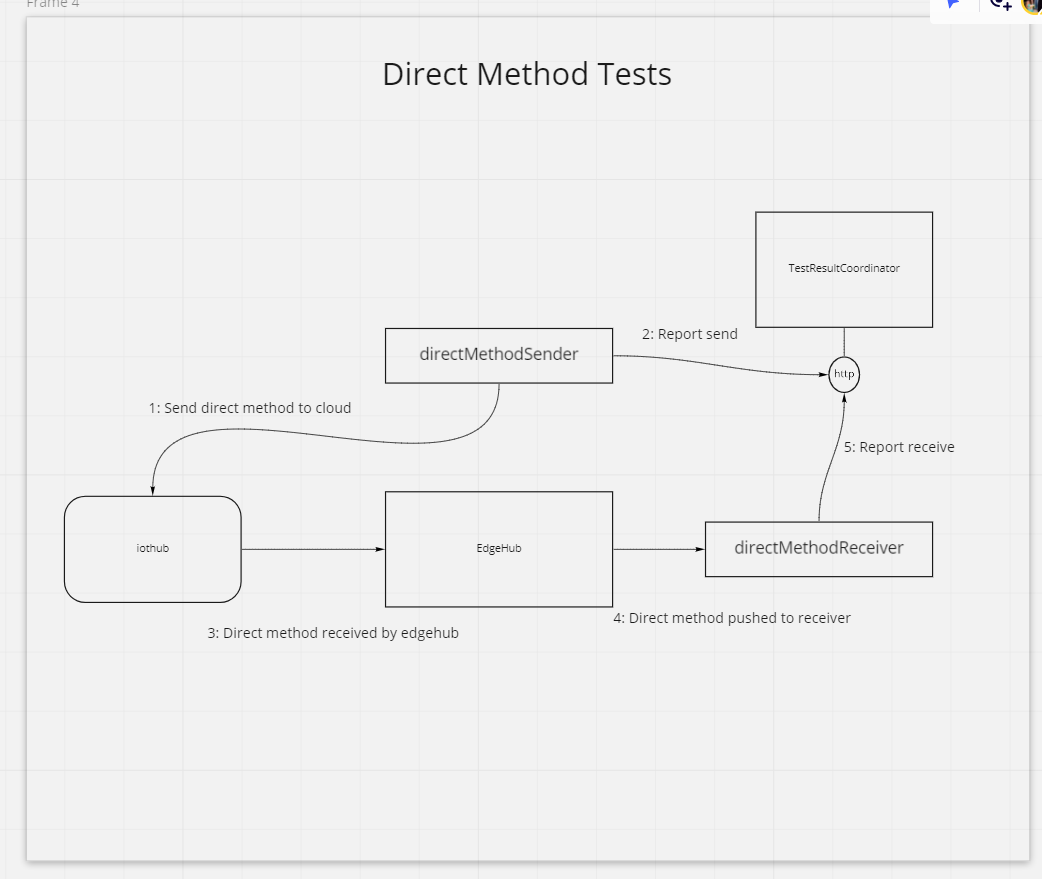 Frame 4
Direct Method Tests
TestResultCoordinator
2: Report send
directMethodSender
http
1: Send direct method to cloud
5: Report receive
iothub
EdgeHub
directMethodReceiver
4: Direct method pushed to receiver
3: Direct method received by edgehub